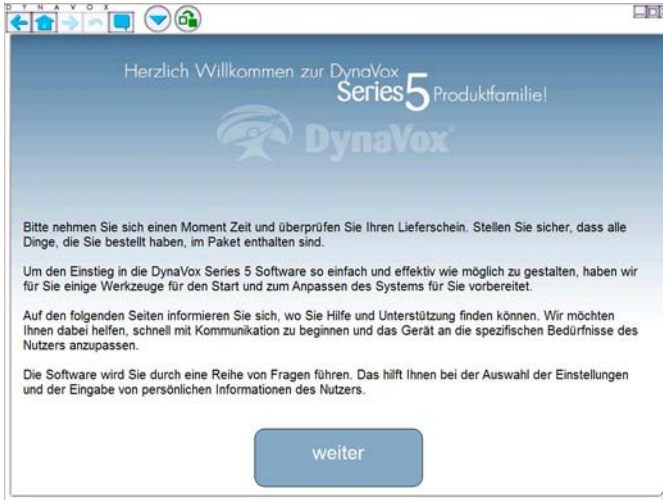 DYNAVOX
Herzlich Willkommen zur DynaVox
Series 5 Produktfamilie!
DynaVox
Bitte nehmen Sie sich einen Moment Zeit und überprüfen Sie Ihren Lieferschein. Stellen Sie sicher, dass alle
Dinge, die Sie bestellt haben, im Paket enthalten sind.
Um den Einstieg in die DynaVox Series 5 Software so einfach und effektiv wie möglich zu gestalten, haben wir
für Sie einige Werkzeuge für den Start und zum Anpassen des Systems für Sie vorbereitet.
Auf den folgenden Seiten informieren Sie sich, wo Sie Hilfe und Unterstützung finden können. Wir möchten
Ihnen dabei helfen, schnell mit Kommunikation zu beginnen und das Gerät an die spezifischen Bedürfnisse des
Nutzers anzupassen.
Die Software wird Sie durch eine Reihe von Fragen führen. Das hilft Ihnen bei der Auswahl der Einstellungen
und der Eingabe von persönlichen Informationen des Nutzers.
weiter